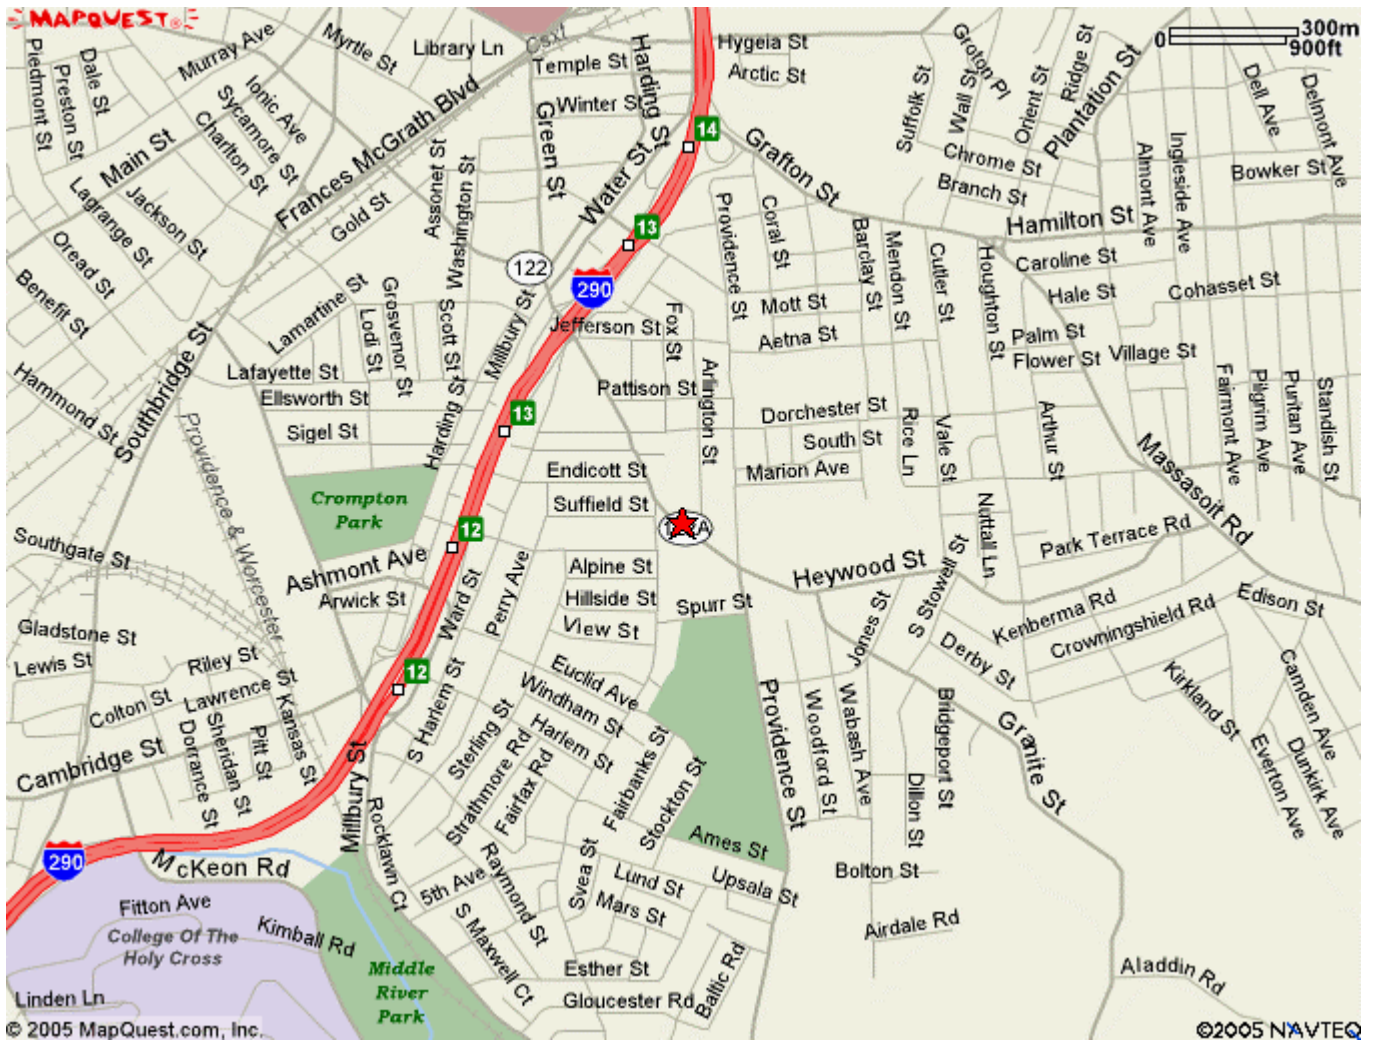 MAPQUEST®
300m
0
900ft
Piedmont St
Preston St
Dale St
Murray Ave
Myrtle St
Library Ln
Csxt
Temple St
Winter St
Harding St
Hygeia St
Arctic St
Suffolk St
Wall St
Groton Pl
Orient St
Ridge St
Plantation St
Dell Ave
Delmont Ave
Ionic Ave
Sycamore St
Charlton St
Main St
Frances McGrath Blvd
Green St
14
Grafton St
Chrome St
Branch St
Almont Ave
Ingleside Ave
Bowker St
Lagrange St
Jackson St
Gold St
Assonet St
Washington St
Water St
Providence St
Coral St
Hamilton St
Oread St
Benefit St
13
122
290
Barclay St
Mendon St
Cutler St
Houghton St
Caroline St
Hale St
Cohasset St
Lamartine St
Lodi St
Grosvenor St
Scott St
Millbury St
Jefferson St
Fox St
Mott St
Aetna St
Palm St
Flower St
Village St
Southbridge St
Hammond St
Lafayette St
Ellsworth St
Sigel St
Harding St
Pattison St
Arlington St
Dorchester St
South St
Marion Ave
Rice Ln
Vale St
Arthur St
Fairmont Ave
Pilgrim Ave
Puritan Ave
Standish St
13
Providence & Worcester
Crompton
Park
Endicott St
Suffield St
A
Nuttall Ln
Massasoit Rd
Park Terrace Rd
Southgate St
12
Ashmont Ave
Arwick St
Ward St
Perry Ave
Alpine St
Hillside St
View St
Spurr St
Heywood St
Jones St
S Stowell St
Derby St
Kenberma Rd
Crowningshield Rd
Edison St
Gladstone St
Lewis St
Riley St
Lawrence St
Colton St
12
S Harlem St
Euclid Ave
Windham St
Harlem St
Kirkland St
Camden Ave
Cambridge St
Dorrance St
Sheridan St
Pitt St
Kansas St
Millbury St
Sterling St
Strathmore Rd
Fairfax Rd
Fairbanks St
Stockton St
Providence St
Woodford St
Wabash Ave
Dillon St
Bridgeport St
Granite St
Everton Ave
Dunkirk Ave
290
McKeon Rd
Rocklawn Ct
5th Ave
Raymond St
Svea St
Ames St
Lund St
Upsala St
Mars St
Bolton St
Airdale Rd
Fitton Ave
College Of The
Holy Cross
Kimball Rd
Middle
River
Park
S Maxwell Ct
Esther St
Gloucester Rd
Baltic Rd
Aladdin Rd
Linden Ln
© 2005 MapQuest.com, Inc.
©2005 NAVTEQ